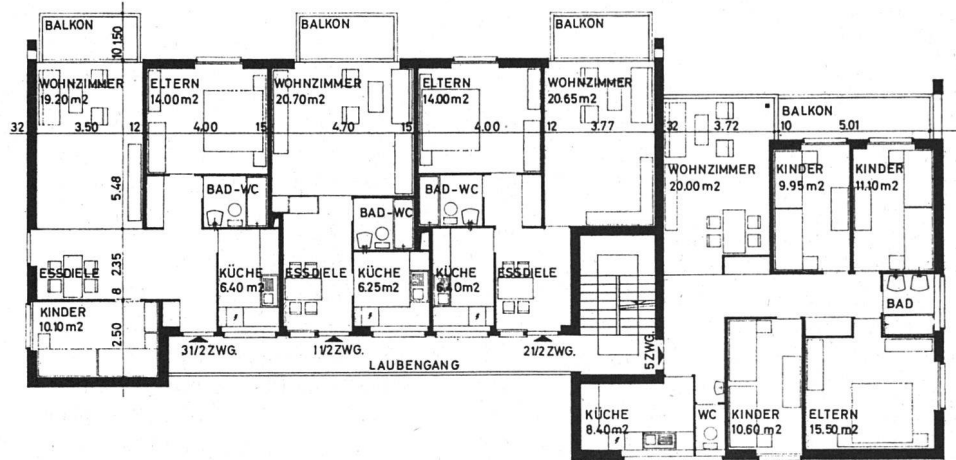 BALKON
BALKON
BALKON
10 150
WOHNZIMMER
19.20 m2
ELTERN
14.00 m2
WOHNZIMMER
20.70 m2
ELTERN
14.00 m2
WOHNZIMMER
20.65 m2
BALKON
32
3.50
12
4.00
15
4.70
15
4.00
12
3.77
32
3.72
10
5.01
WOHNZIMMER
20.00 m2
KINDER
9.95 m2
KINDER
11.10 m2
5.48
BAD-WC
BAD-WC
BAD-WC
ESSDIELE
2.35
8
KÜCHE
6.40 m2
ESSDIELE
KÜCHE
6.25 m2
KÜCHE
6.40 m2
ESSDIELE
BAD
KINDER
10.10 m2
2.50
31/2 ZWG.
11/2 ZWG.
21/2 ZWG.
5 ZWG.
LAUBENGANG
KÜCHE
8.40 m2
WC
KINDER
10.60 m2
ELTERN
15.50 m2